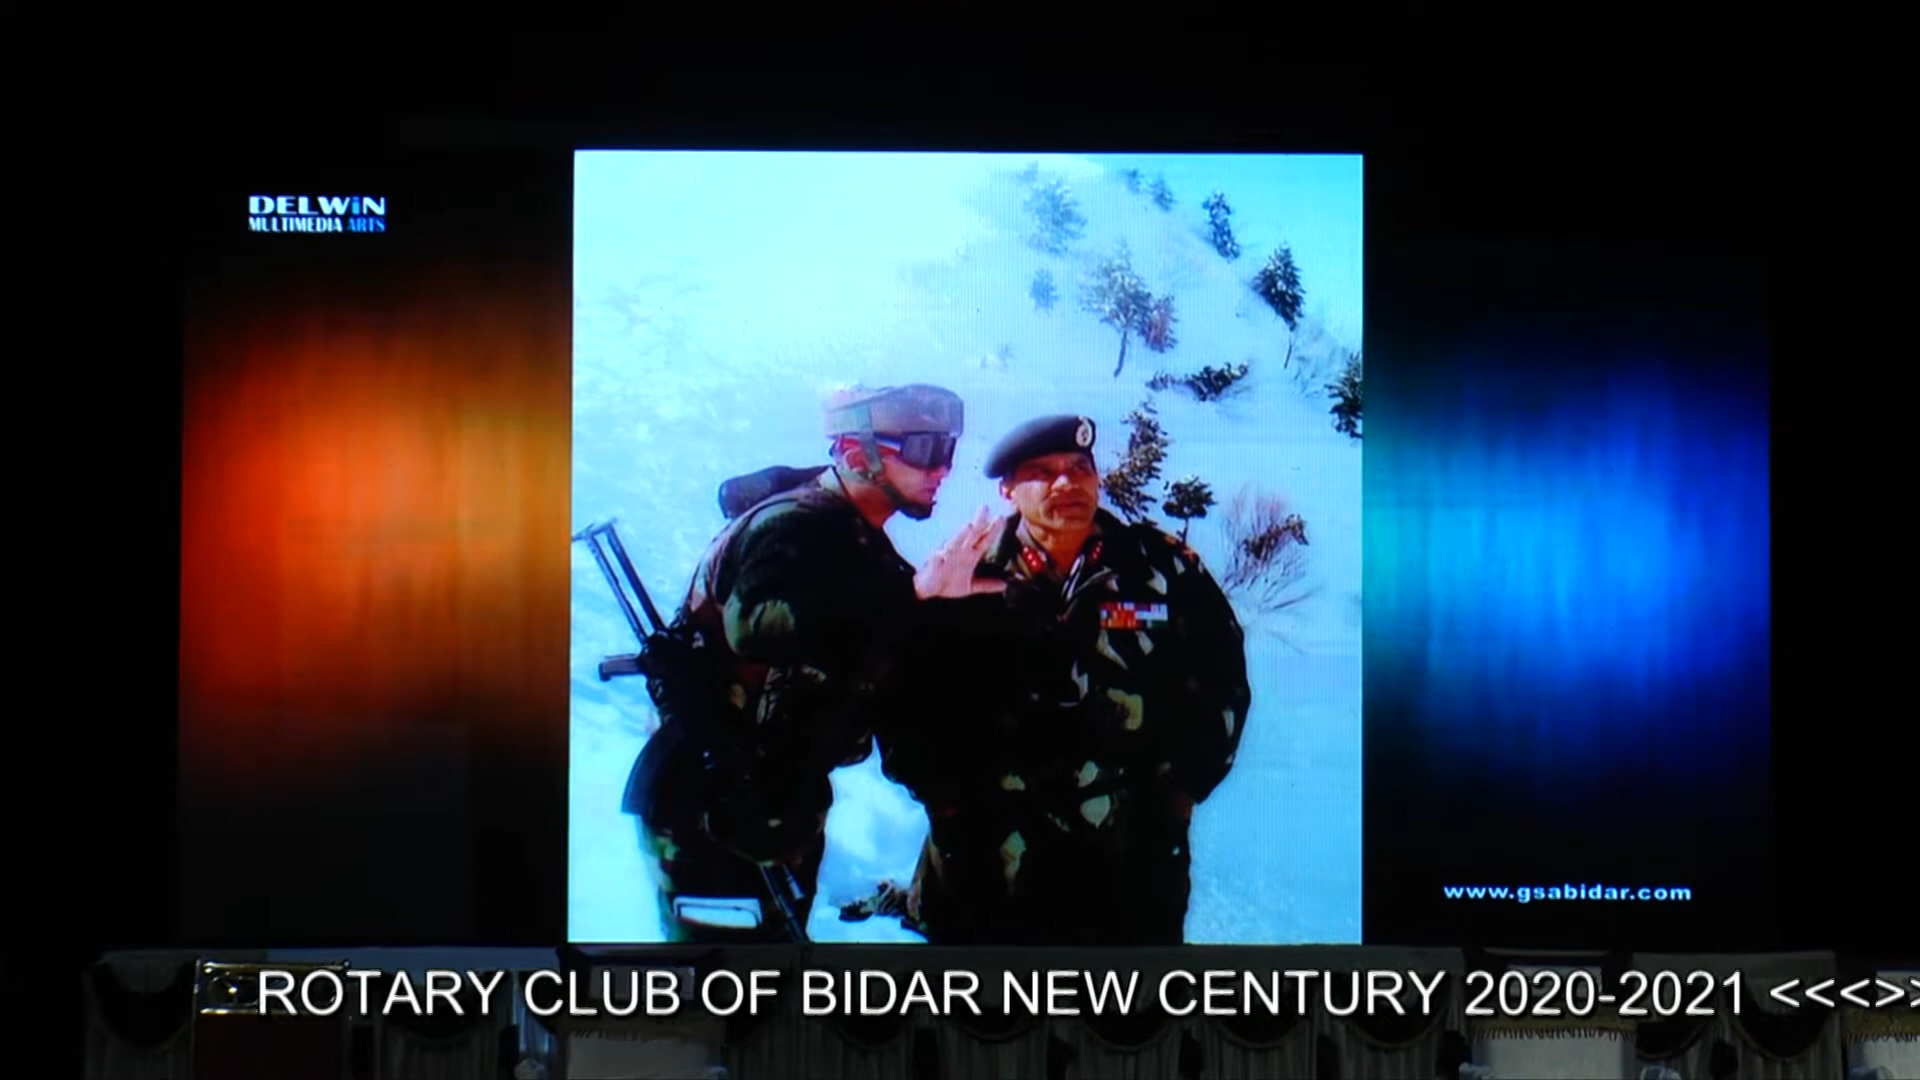 DELWiN
MULTIMEDIA ARTS
www.gsabidar.com
ROTARY CLUB OF BIDAR NEW CENTURY 2020-2021 <<<>>